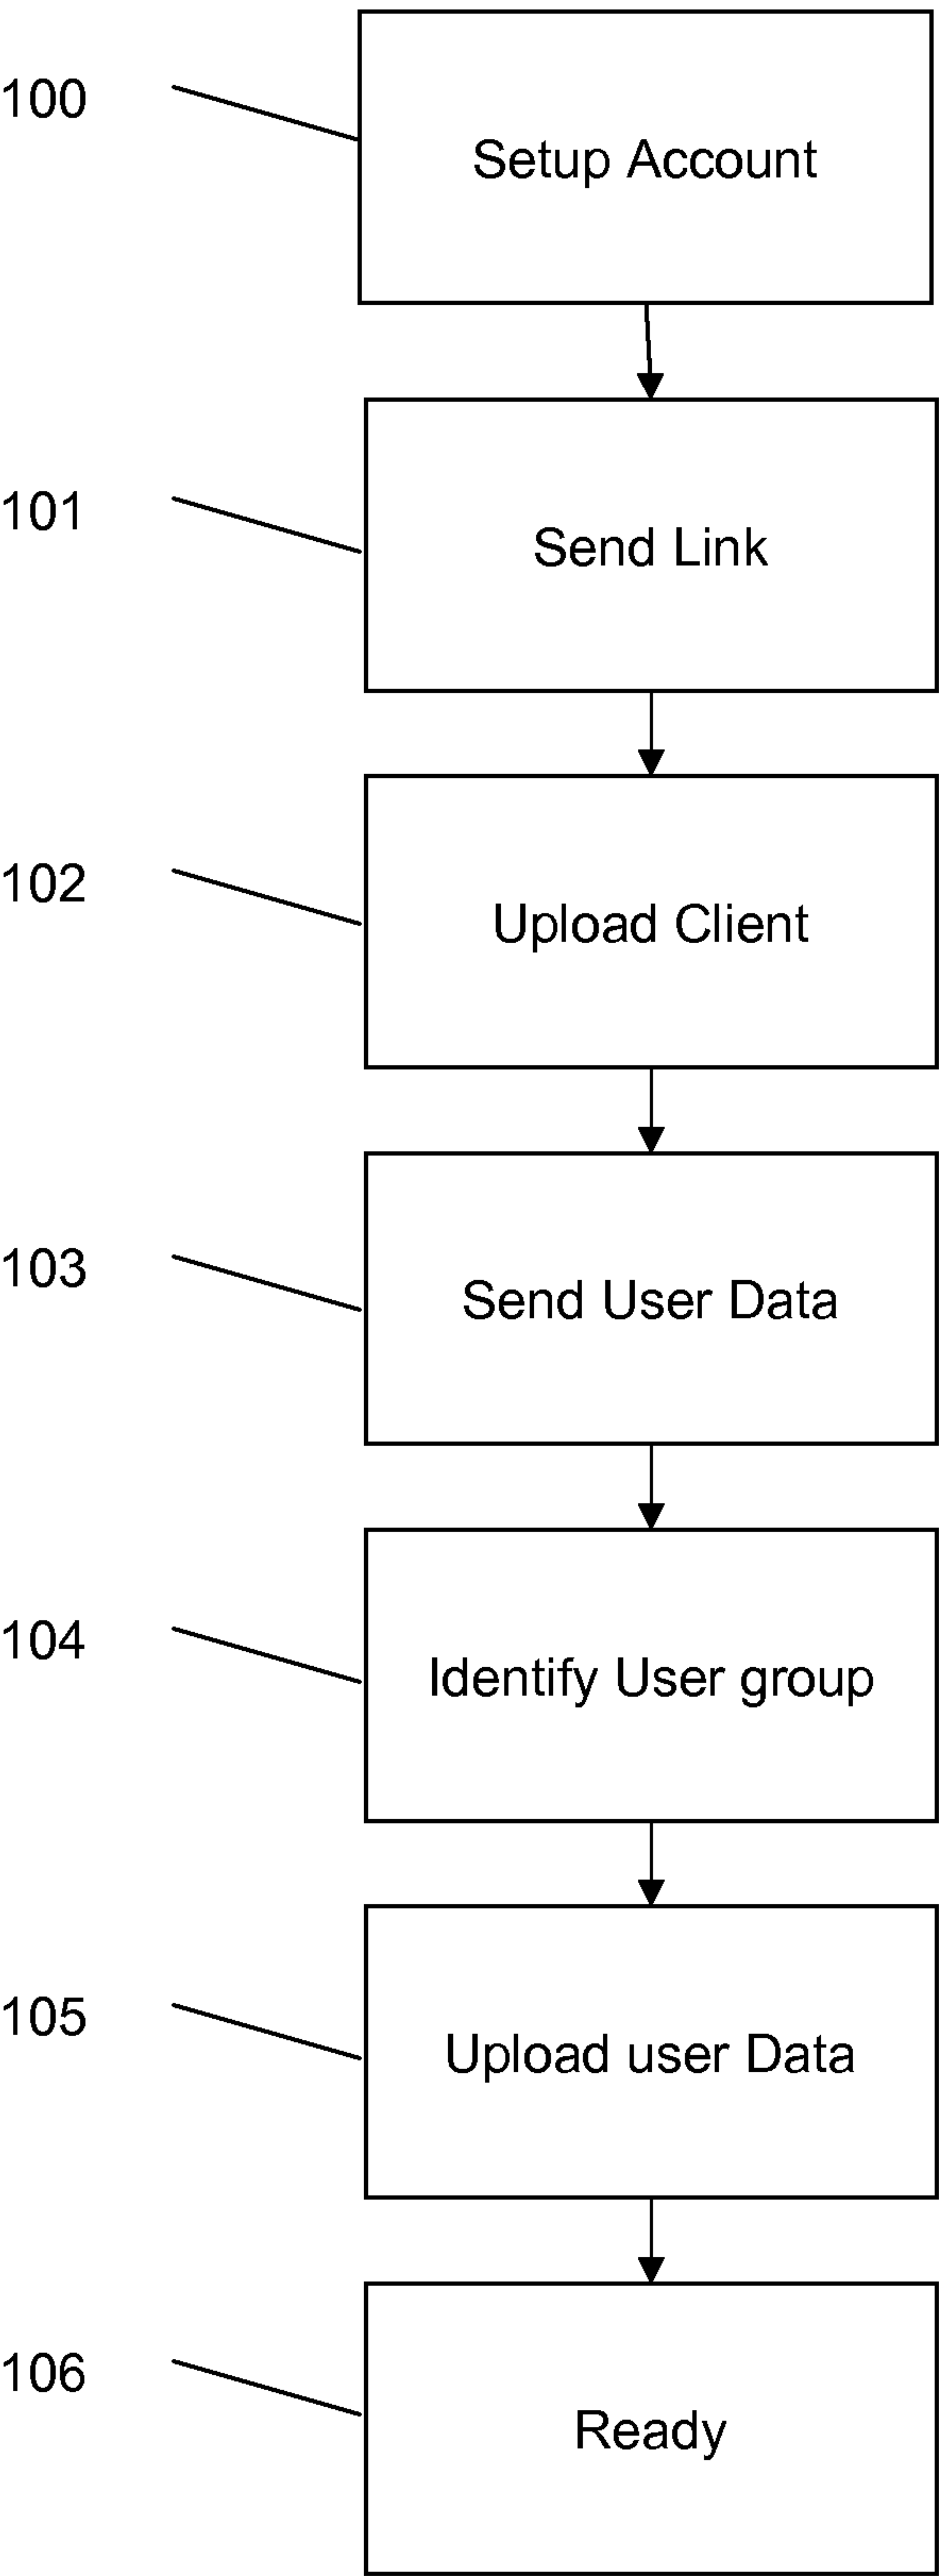 100
Setup Account
101
Send Link
102
Upload Client
103
Send User Data
104
Identify User group
105
Upload user Data
106
Ready